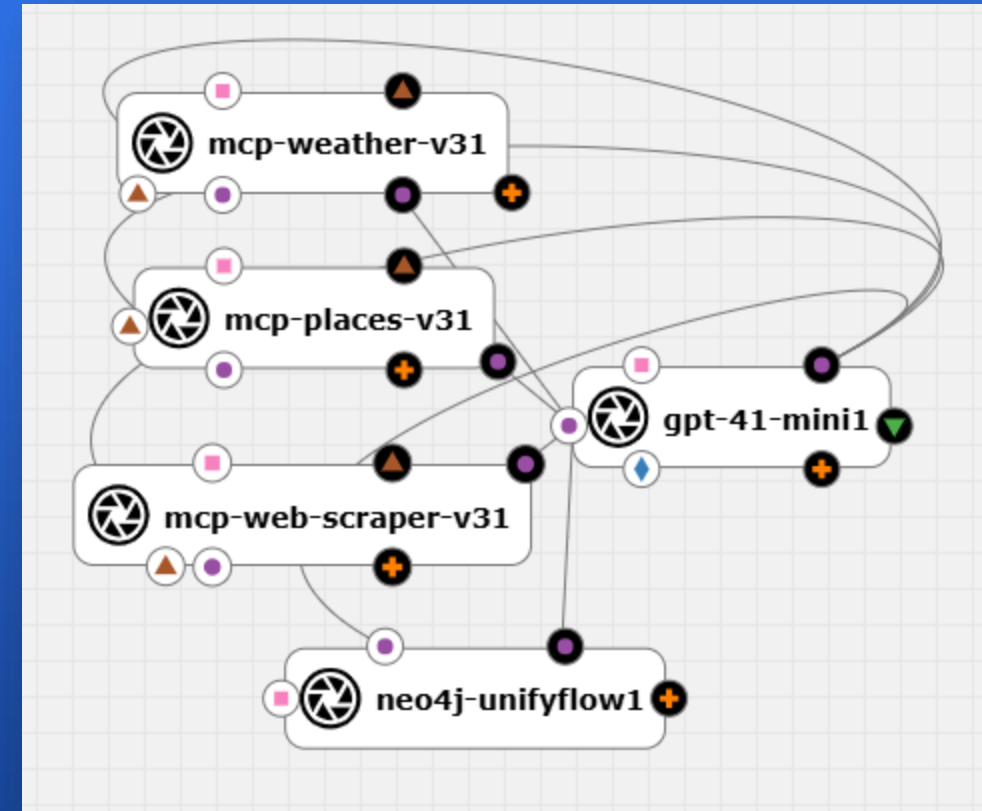 mcp-weather-v31
mcp-places-v31
gpt-41-mini1
mcp-web-scraper-v31
neo4j-unifyflow1